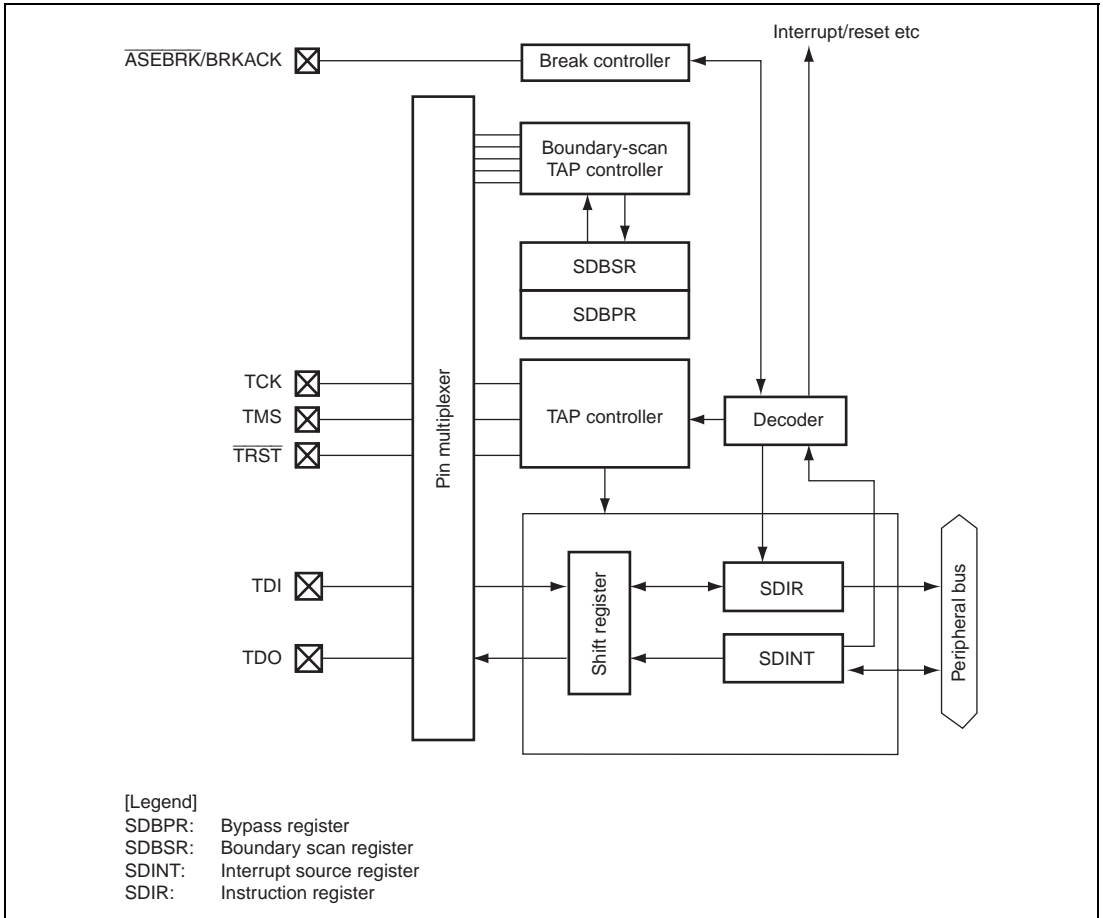 Interrupt/reset etc
ASEBRK/BRKACK
Break controller
Boundary-scan
TAP controller
SDBSR
SDBPR
Pin multiplexer
TCK
TMS
TRST
TAP controller
Decoder
TDI
TDO
Shift register
SDIR
SDINT
Peripheral bus
[Legend]
SDBPR: Bypass register
SDBSR: Boundary scan register
SDINT: Interrupt source register
SDIR: Instruction register